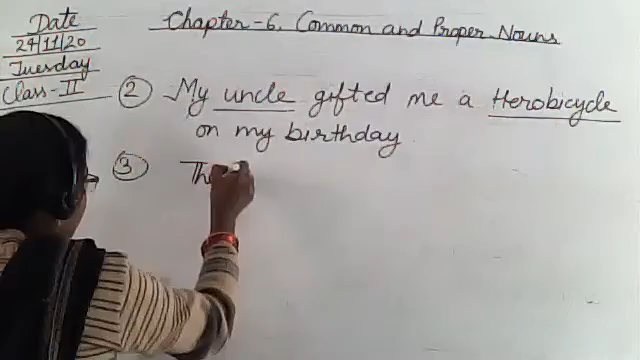 Date
24/11/20
Tuesday
Class-II
Chapter-6. Common and Proper Nouns
② My uncle gifted me a Herobicycle
on my birthday
③ The